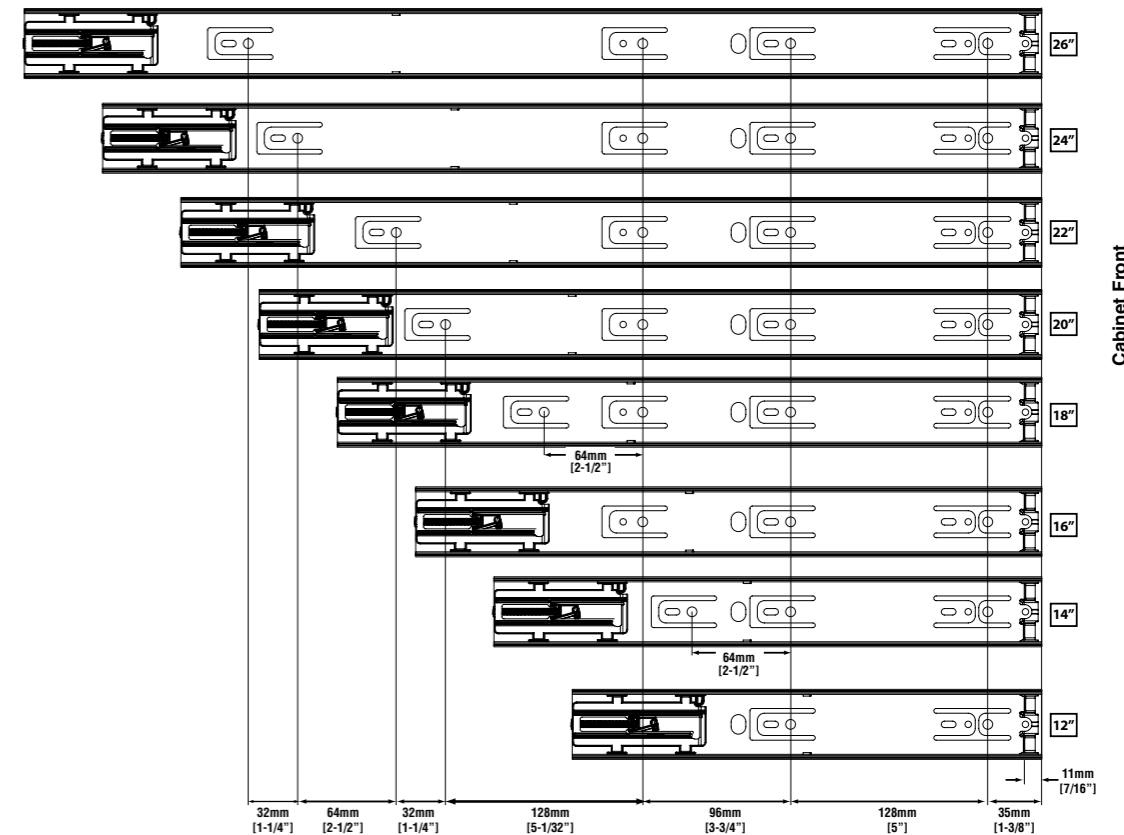 26"
24"
22"
20"
18"
64mm
[2-1/2"]
16"
14"
64mm
[2-1/2"]
12"
Cabinet Front
11mm
[7/16"]
32mm
[1-1/4"]
64mm
[2-1/2"]
32mm
[1-1/4"]
128mm
[5-1/32"]
96mm
[3-3/4"]
128mm
[5"]
35mm
[1-3/8"]